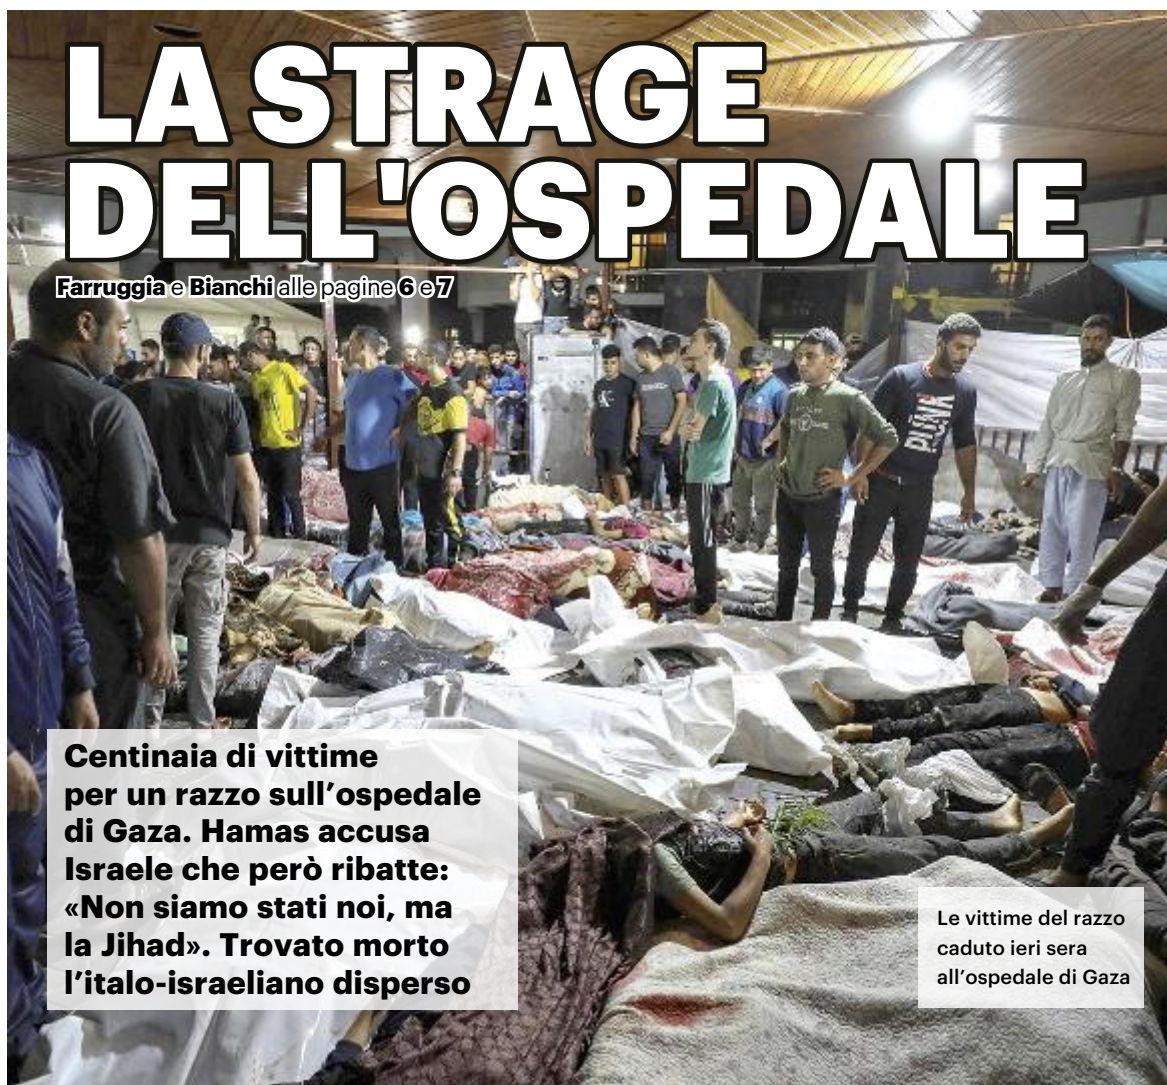 LA STRAGE
DELL'OSPEDALE
Farruggia e Bianchi alle pagine 6 e 7
PLINK
Centinaia di vittime
per un razzo sull’ospedale
di Gaza. Hamas accusa
Israele che però ribatte:
«Non siamo stati noi, ma
la Jihad». Trovato morto
l’italo-israeliano disperso
Le vittime del razzo
caduto ieri sera
all’ospedale di Gaza